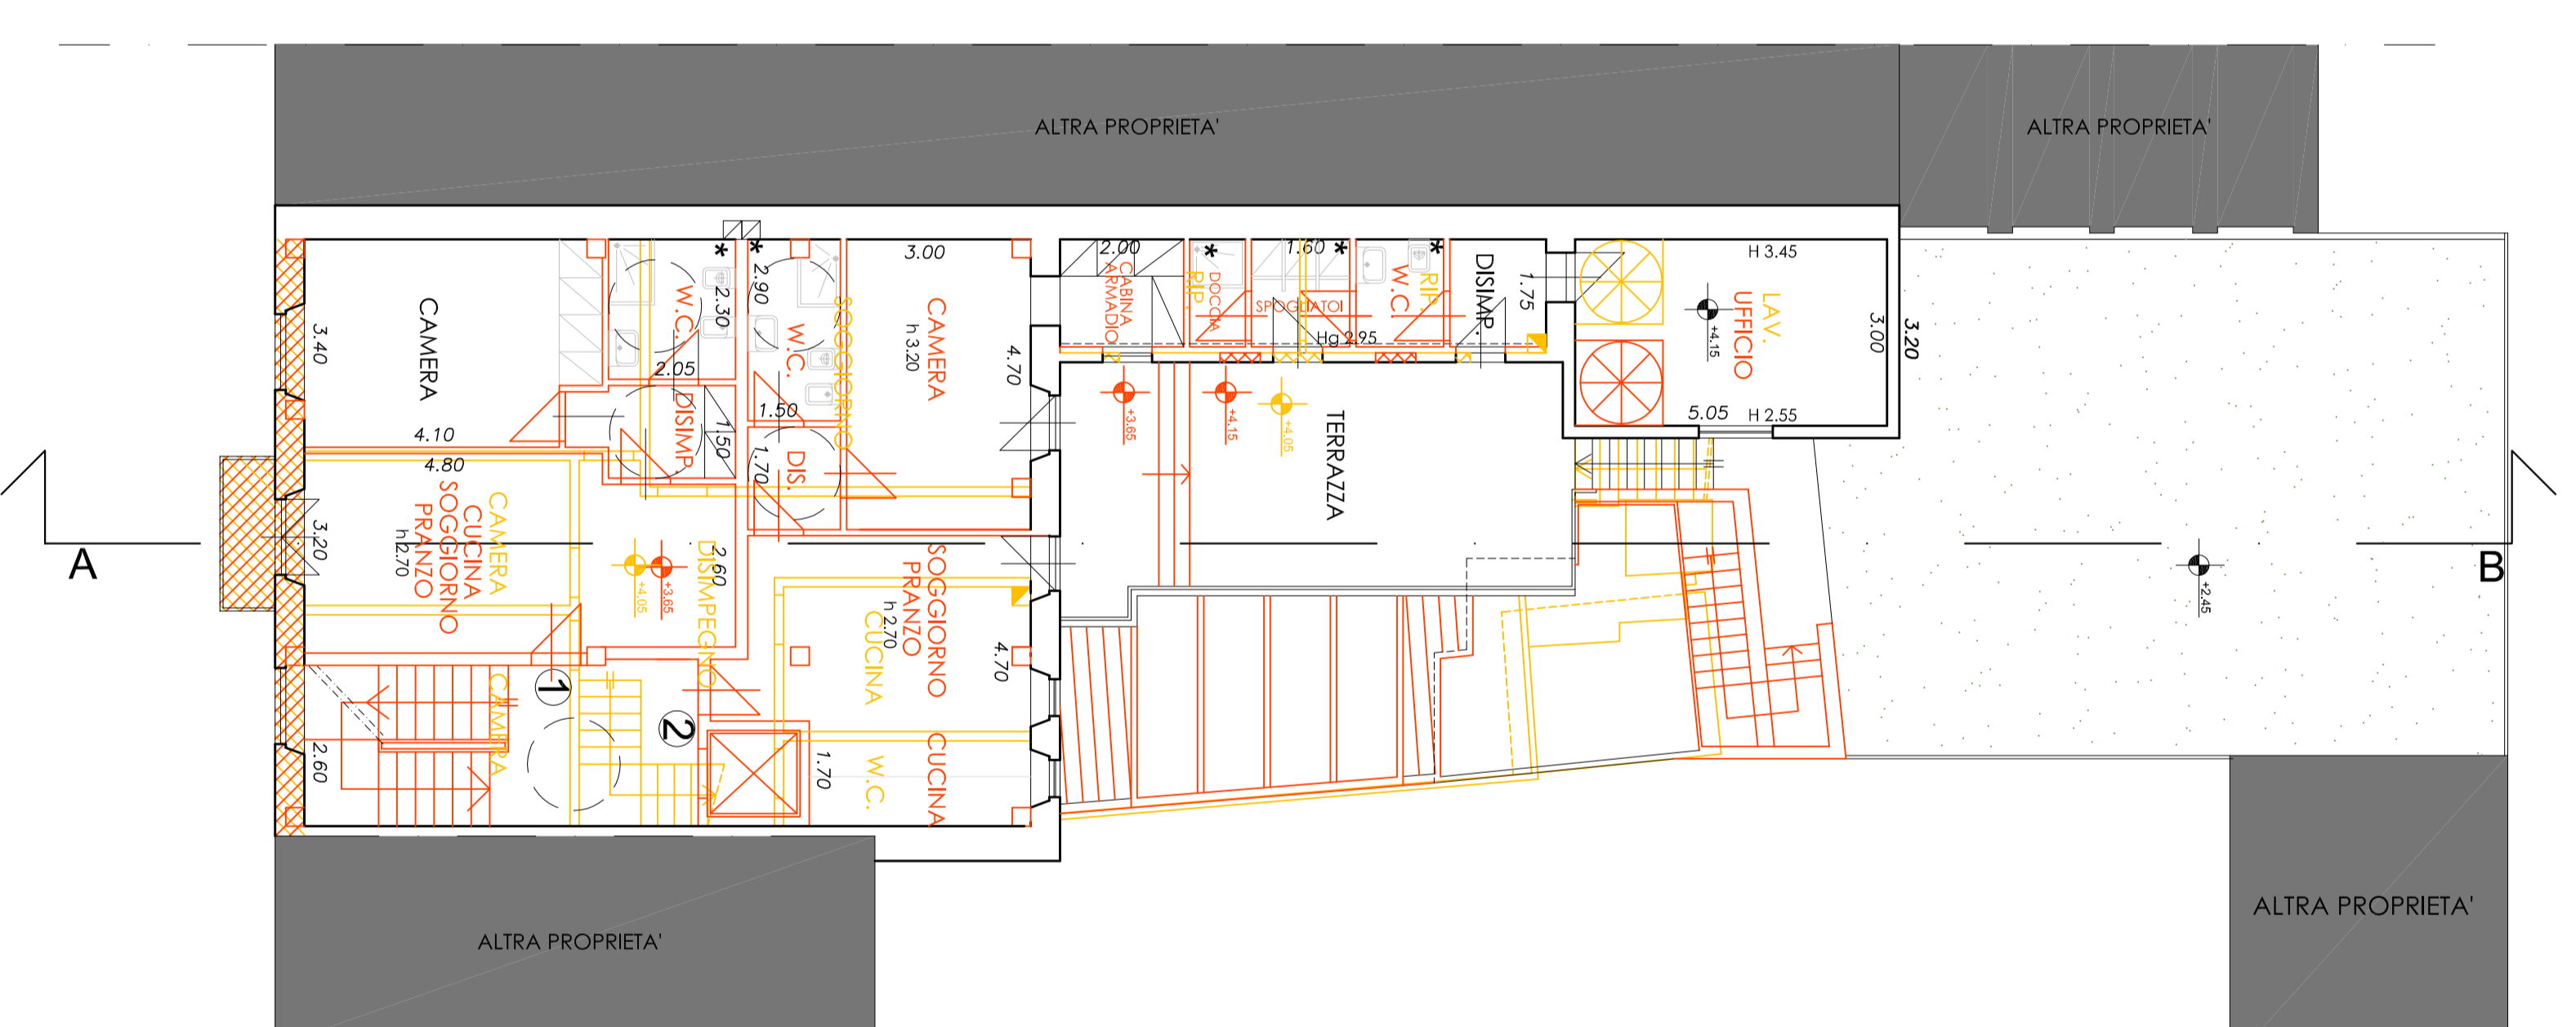 ALTRA PROPRIETA'
ALTRA PROPRIETA'
CAMERA
3.40
4.10
W.C.
2.30
2.05
DISIMP.
1.50
2.90
W.C.
1.50
1.70
DIS.
SOGGIORNO
3.00
CAMERA
h 3.20
4.70
2.00
CABINA
ARMADIO
RIP.
DOCCIA
1.60
SPOGLIATOI
Hg 2.95
W.C.
RIP.
DISIMP.
1.75
H 3.45
LAV.
UFFICIO
+4.15
3.00
3.20
5.05
H 2.55
+3.65
+4.15
+4.05
TERRAZZA
4.80
CAMERA
CUCINA
SOGGIORNO
PRANZO
h 2.70
3.20
+4.05
+3.65
2.60
DISIMPEGNO
SOGGIORNO
PRANZO
h 2.70
CUCINA
4.70
A
B
+2.45
1
2
CAMERA
2.60
1.70
W.C.
CUCINA
ALTRA PROPRIETA'
ALTRA PROPRIETA'